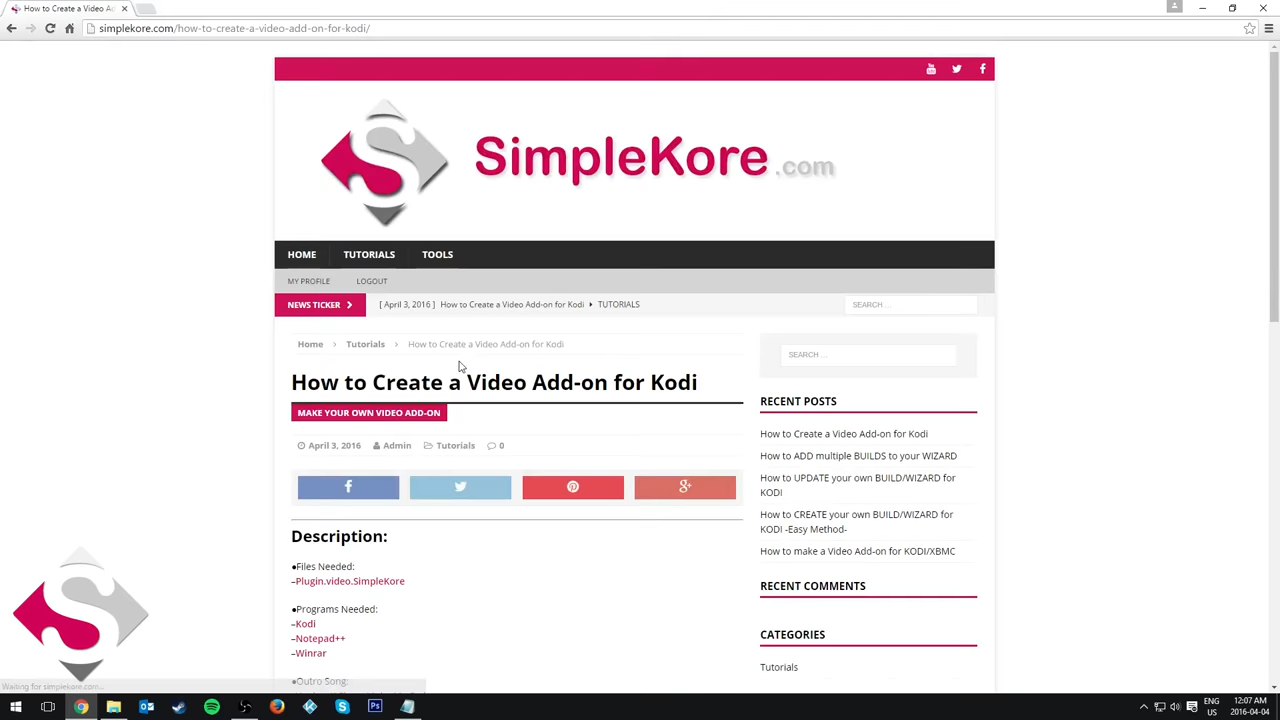 How to Create a Video Ad
simplekore.com/how-to-create-a-video-add-on-for-kodi/
SimpleKore.com
HOME TUTORIALS TOOLS
MY PROFILE LOGOUT
NEWS TICKER [ April 3, 2016 ] How to Create a Video Add-on for Kodi TUTORIALS SEARCH ...
Home > Tutorials > How to Create a Video Add-on for Kodi
SEARCH ...
How to Create a Video Add-on for Kodi
MAKE YOUR OWN VIDEO ADD-ON
April 3, 2016 Admin Tutorials 0
Description:
●Files Needed:
–Plugin.video.SimpleKore
●Programs Needed:
–Kodi
–Notepad++
–Winrar
●Outro Song:
RECENT POSTS
How to Create a Video Add-on for Kodi
How to ADD multiple BUILDS to your WIZARD
How to UPDATE your own BUILD/WIZARD for
KODI
How to CREATE your own BUILD/WIZARD for
KODI -Easy Method-
How to make a Video Add-on for KODI/XBMC
RECENT COMMENTS
CATEGORIES
Tutorials
Waiting for simplekore.com...
ENG 12:07 AM
US 2016-04-04